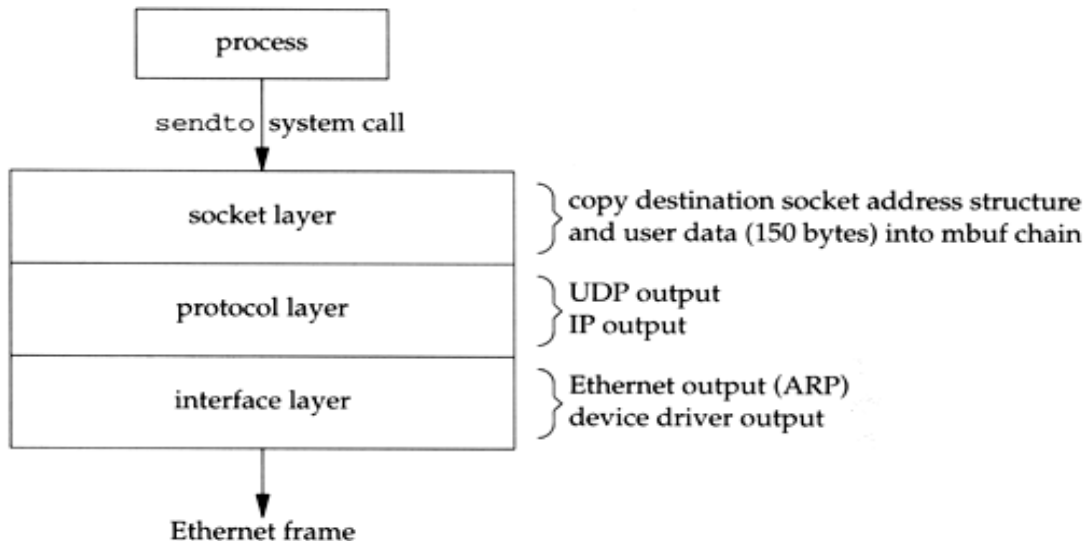 process
sendto system call
socket layer
copy destination socket address structure
and user data (150 bytes) into mbuf chain
protocol layer
UDP output
IP output
interface layer
Ethernet output (ARP)
device driver output
Ethernet frame